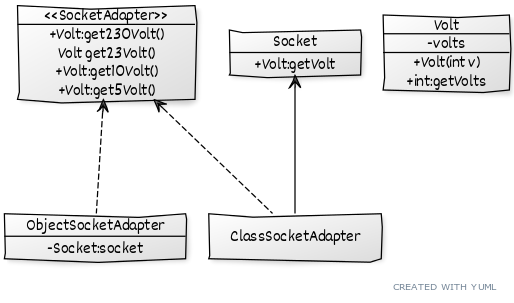 <<SocketAdapter>>
+Volt:get230Volt()
Volt get23Volt()
+Volt:get10Volt()
+Volt:get5Volt()
Socket
+Volt:getVolt
Volt
-volts
+Volt(int v)
+int:getVolts
ObjectSocketAdapter
-Socket:socket
ClassSocketAdapter
CREATED WITH YUML